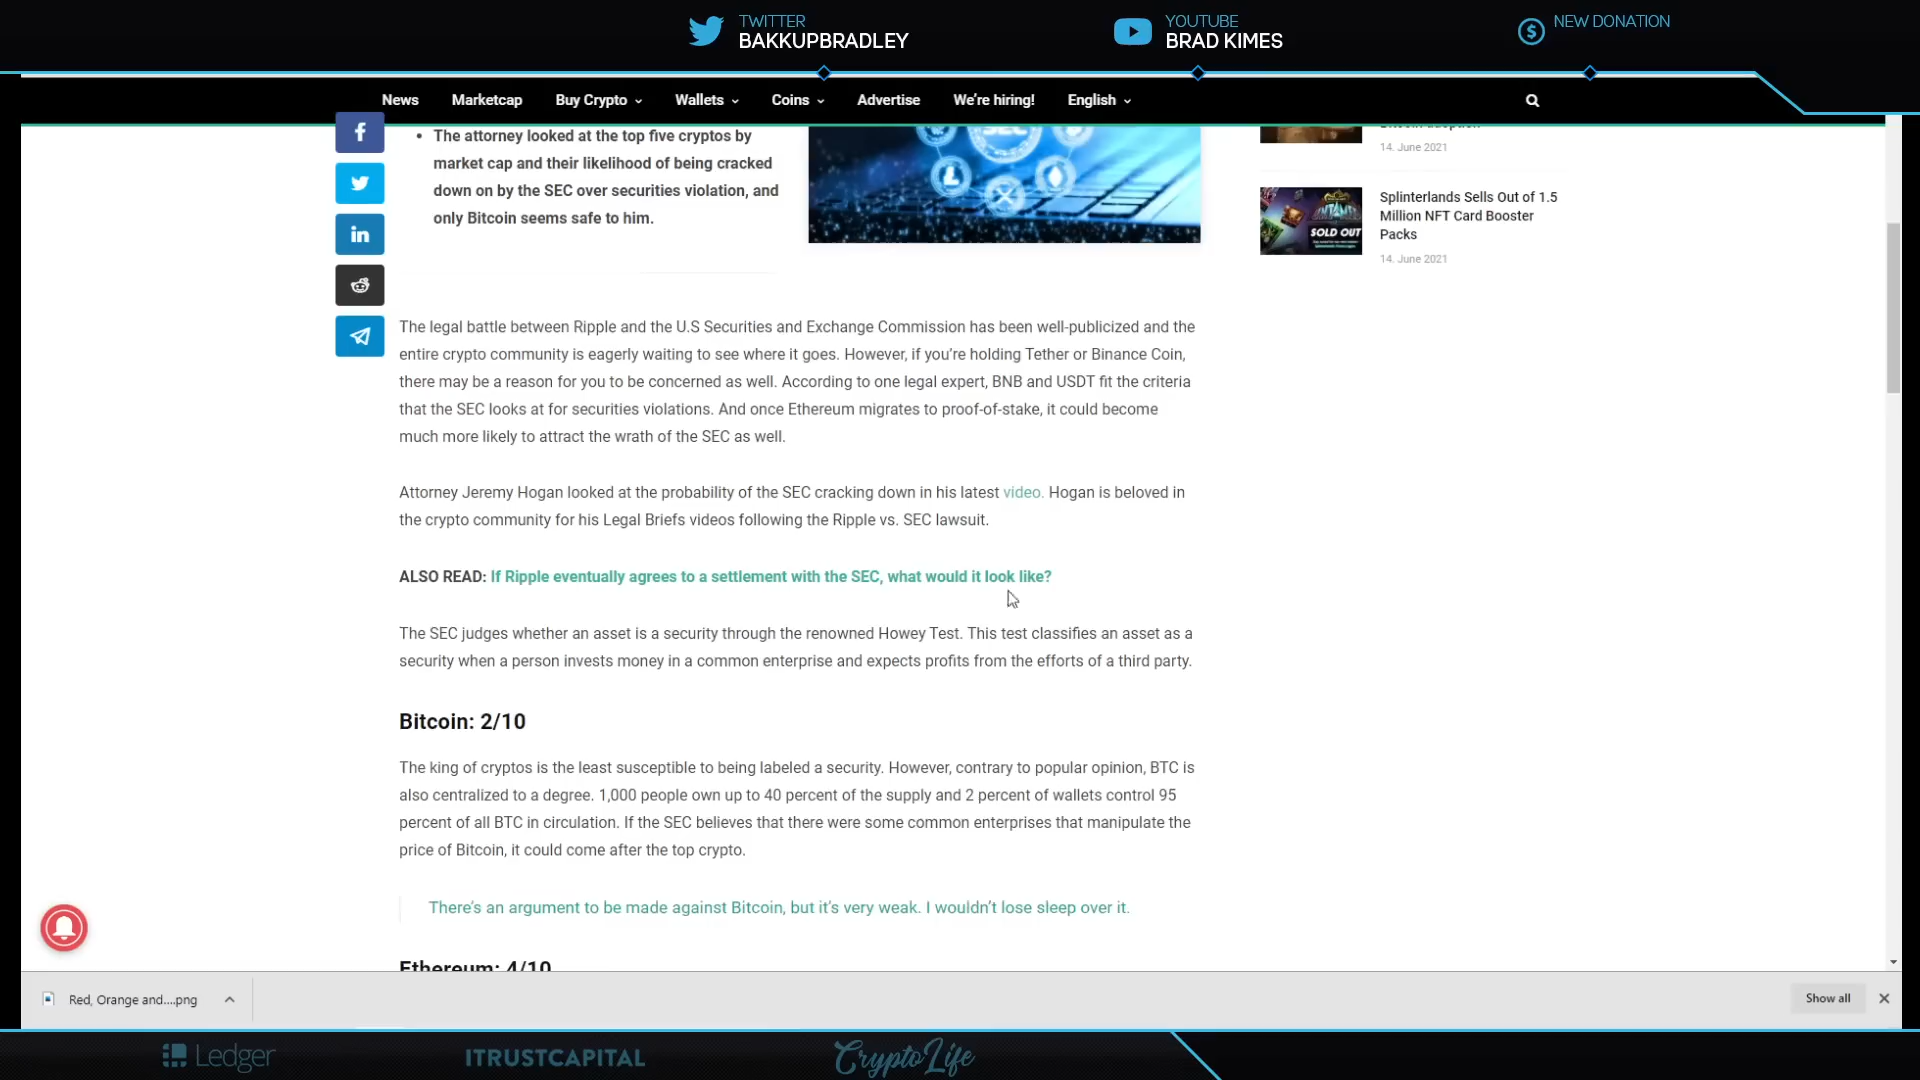 TWITTER
BAKKUPBRADLEY
YOUTUBE
BRAD KIMES
NEW DONATION
News
Marketcap
Buy Crypto
Wallets
Coins
Advertise
We're hiring!
English
The attorney looked at the top five cryptos by
market cap and their likelihood of being cracked
down on by the SEC over securities violation, and
only Bitcoin seems safe to him.
14. June 2021
Splinterlands Sells Out of 1.5
Million NFT Card Booster
Packs
14. June 2021
SOLD OUT
The legal battle between Ripple and the U.S Securities and Exchange Commission has been well-publicized and the
entire crypto community is eagerly waiting to see where it goes. However, if you're holding Tether or Binance Coin,
there may be a reason for you to be concerned as well. According to one legal expert, BNB and USDT fit the criteria
that the SEC looks at for securities violations. And once Ethereum migrates to proof-of-stake, it could become
much more likely to attract the wrath of the SEC as well.
Attorney Jeremy Hogan looked at the probability of the SEC cracking down in his latest video. Hogan is beloved in
the crypto community for his Legal Briefs videos following the Ripple vs. SEC lawsuit.
ALSO READ: If Ripple eventually agrees to a settlement with the SEC, what would it look like?
The SEC judges whether an asset is a security through the renowned Howey Test. This test classifies an asset as a
security when a person invests money in a common enterprise and expects profits from the efforts of a third party.
Bitcoin: 2/10
The king of cryptos is the least susceptible to being labeled a security. However, contrary to popular opinion, BTC is
also centralized to a degree. 1,000 people own up to 40 percent of the supply and 2 percent of wallets control 95
percent of all BTC in circulation. If the SEC believes that there were some common enterprises that manipulate the
price of Bitcoin, it could come after the top crypto.
There's an argument to be made against Bitcoin, but it's very weak. I wouldn't lose sleep over it.
Ethereum: 4/10
Red, Orange and....png
Show all
Ledger
ITRUSTCAPITAL
CryptoLife